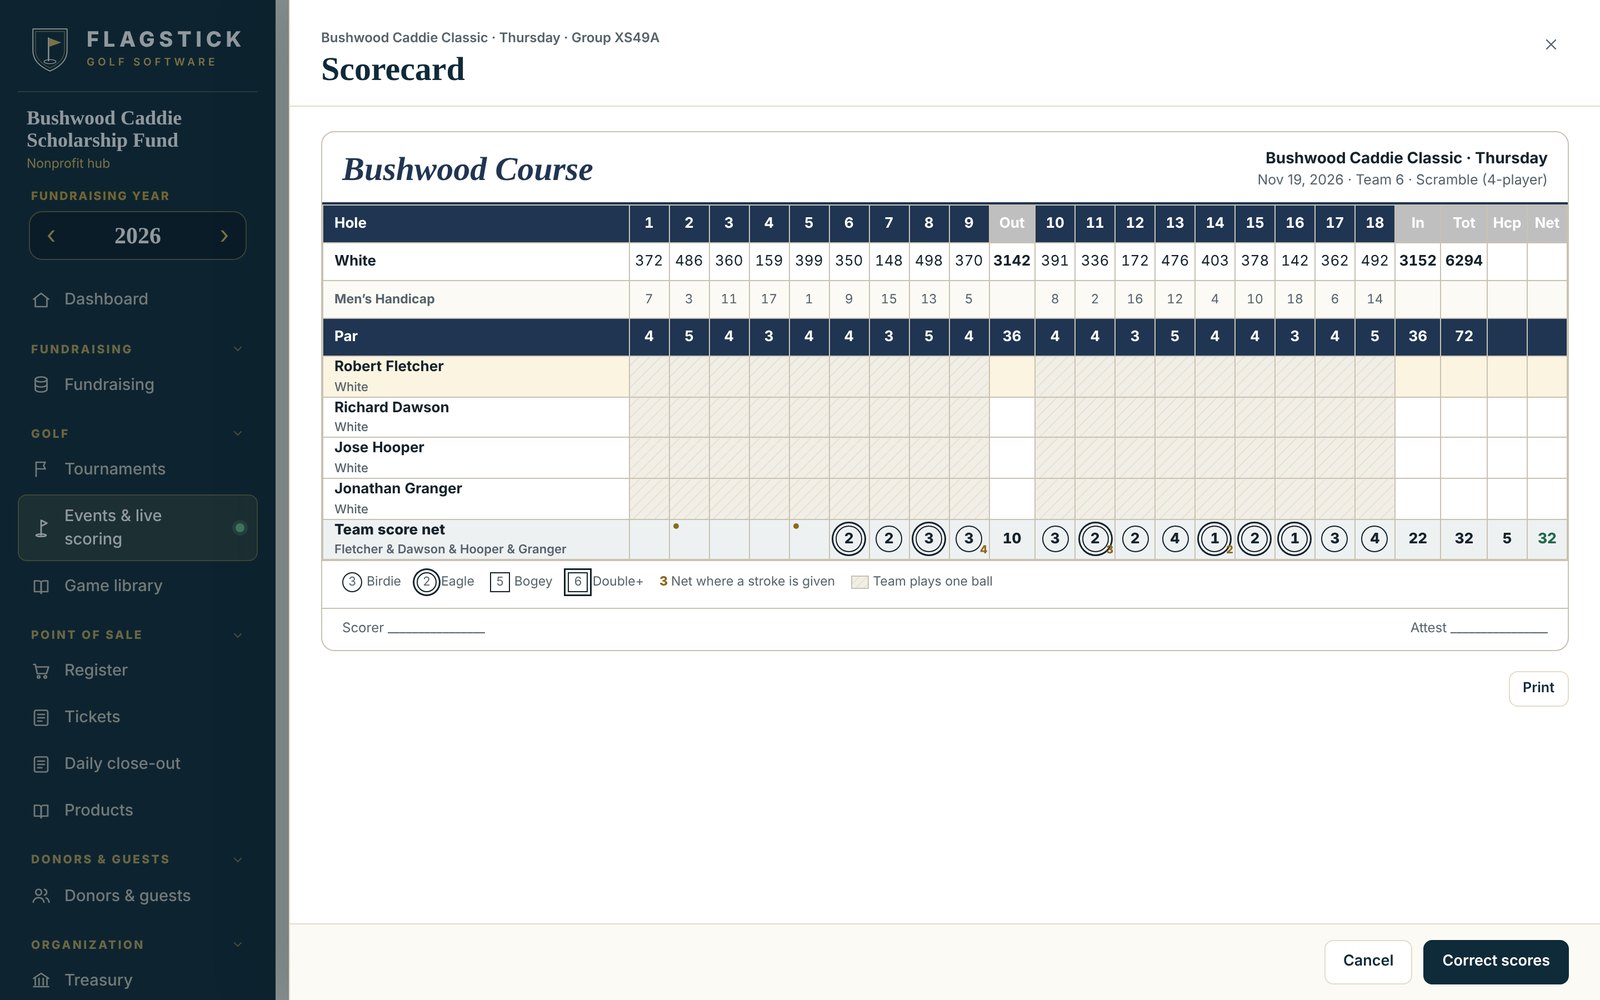 FLAGSTICK
GOLF SOFTWARE
Bushwood Caddie
Scholarship Fund
Nonprofit hub
FUNDRAISING YEAR
2026
Dashboard
FUNDRAISING
Fundraising
GOLF
Tournaments
Events & live
scoring
Game library
POINT OF SALE
Register
Tickets
Daily close-out
Products
DONORS & GUESTS
Donors & guests
ORGANIZATION
Treasury
Bushwood Caddie Classic · Thursday · Group XS49A
Scorecard
Bushwood Course
Bushwood Caddie Classic · Thursday
Nov 19, 2026 · Team 6 · Scramble (4-player)
Hole 1 2 3 4 5 6 7 8 9 Out 10 11 12 13 14 15 16 17 18 In Tot Hcp Net
White 372 486 360 159 399 350 148 498 370 3142 391 336 172 476 403 378 142 362 492 3152 6294
Men’s Handicap 7 3 11 17 1 9 15 13 5 8 2 16 12 4 10 18 6 14
Par 4 5 4 3 4 4 3 5 4 36 4 4 3 5 4 4 3 4 5 36 72
Robert Fletcher
White
Richard Dawson
White
Jose Hooper
White
Jonathan Granger
White
Team score net
Fletcher & Dawson & Hooper & Granger
2 2 3 3 4 10 3 2 3 2 4 1 2 2 1 3 4 22 32 5 32
3 Birdie 2 Eagle 5 Bogey 6 Double+ 3 Net where a stroke is given Team plays one ball
Scorer
Attest
Print
Cancel
Correct scores